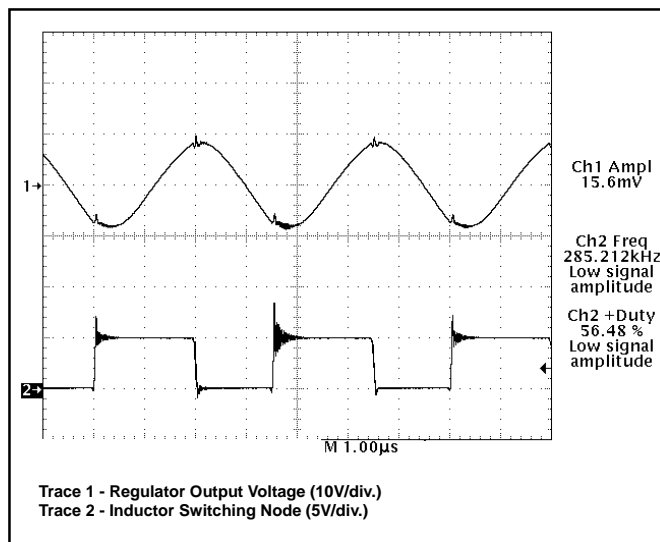 1→
Ch1 Ampl
15.6mV
Ch2 Freq
285.212kHz
Low signal
amplitude
Ch2 +Duty
56.48 %
Low signal
amplitude
2→
M 1.00µs
Trace 1 - Regulator Output Voltage (10V/div.)
Trace 2 - Inductor Switching Node (5V/div.)